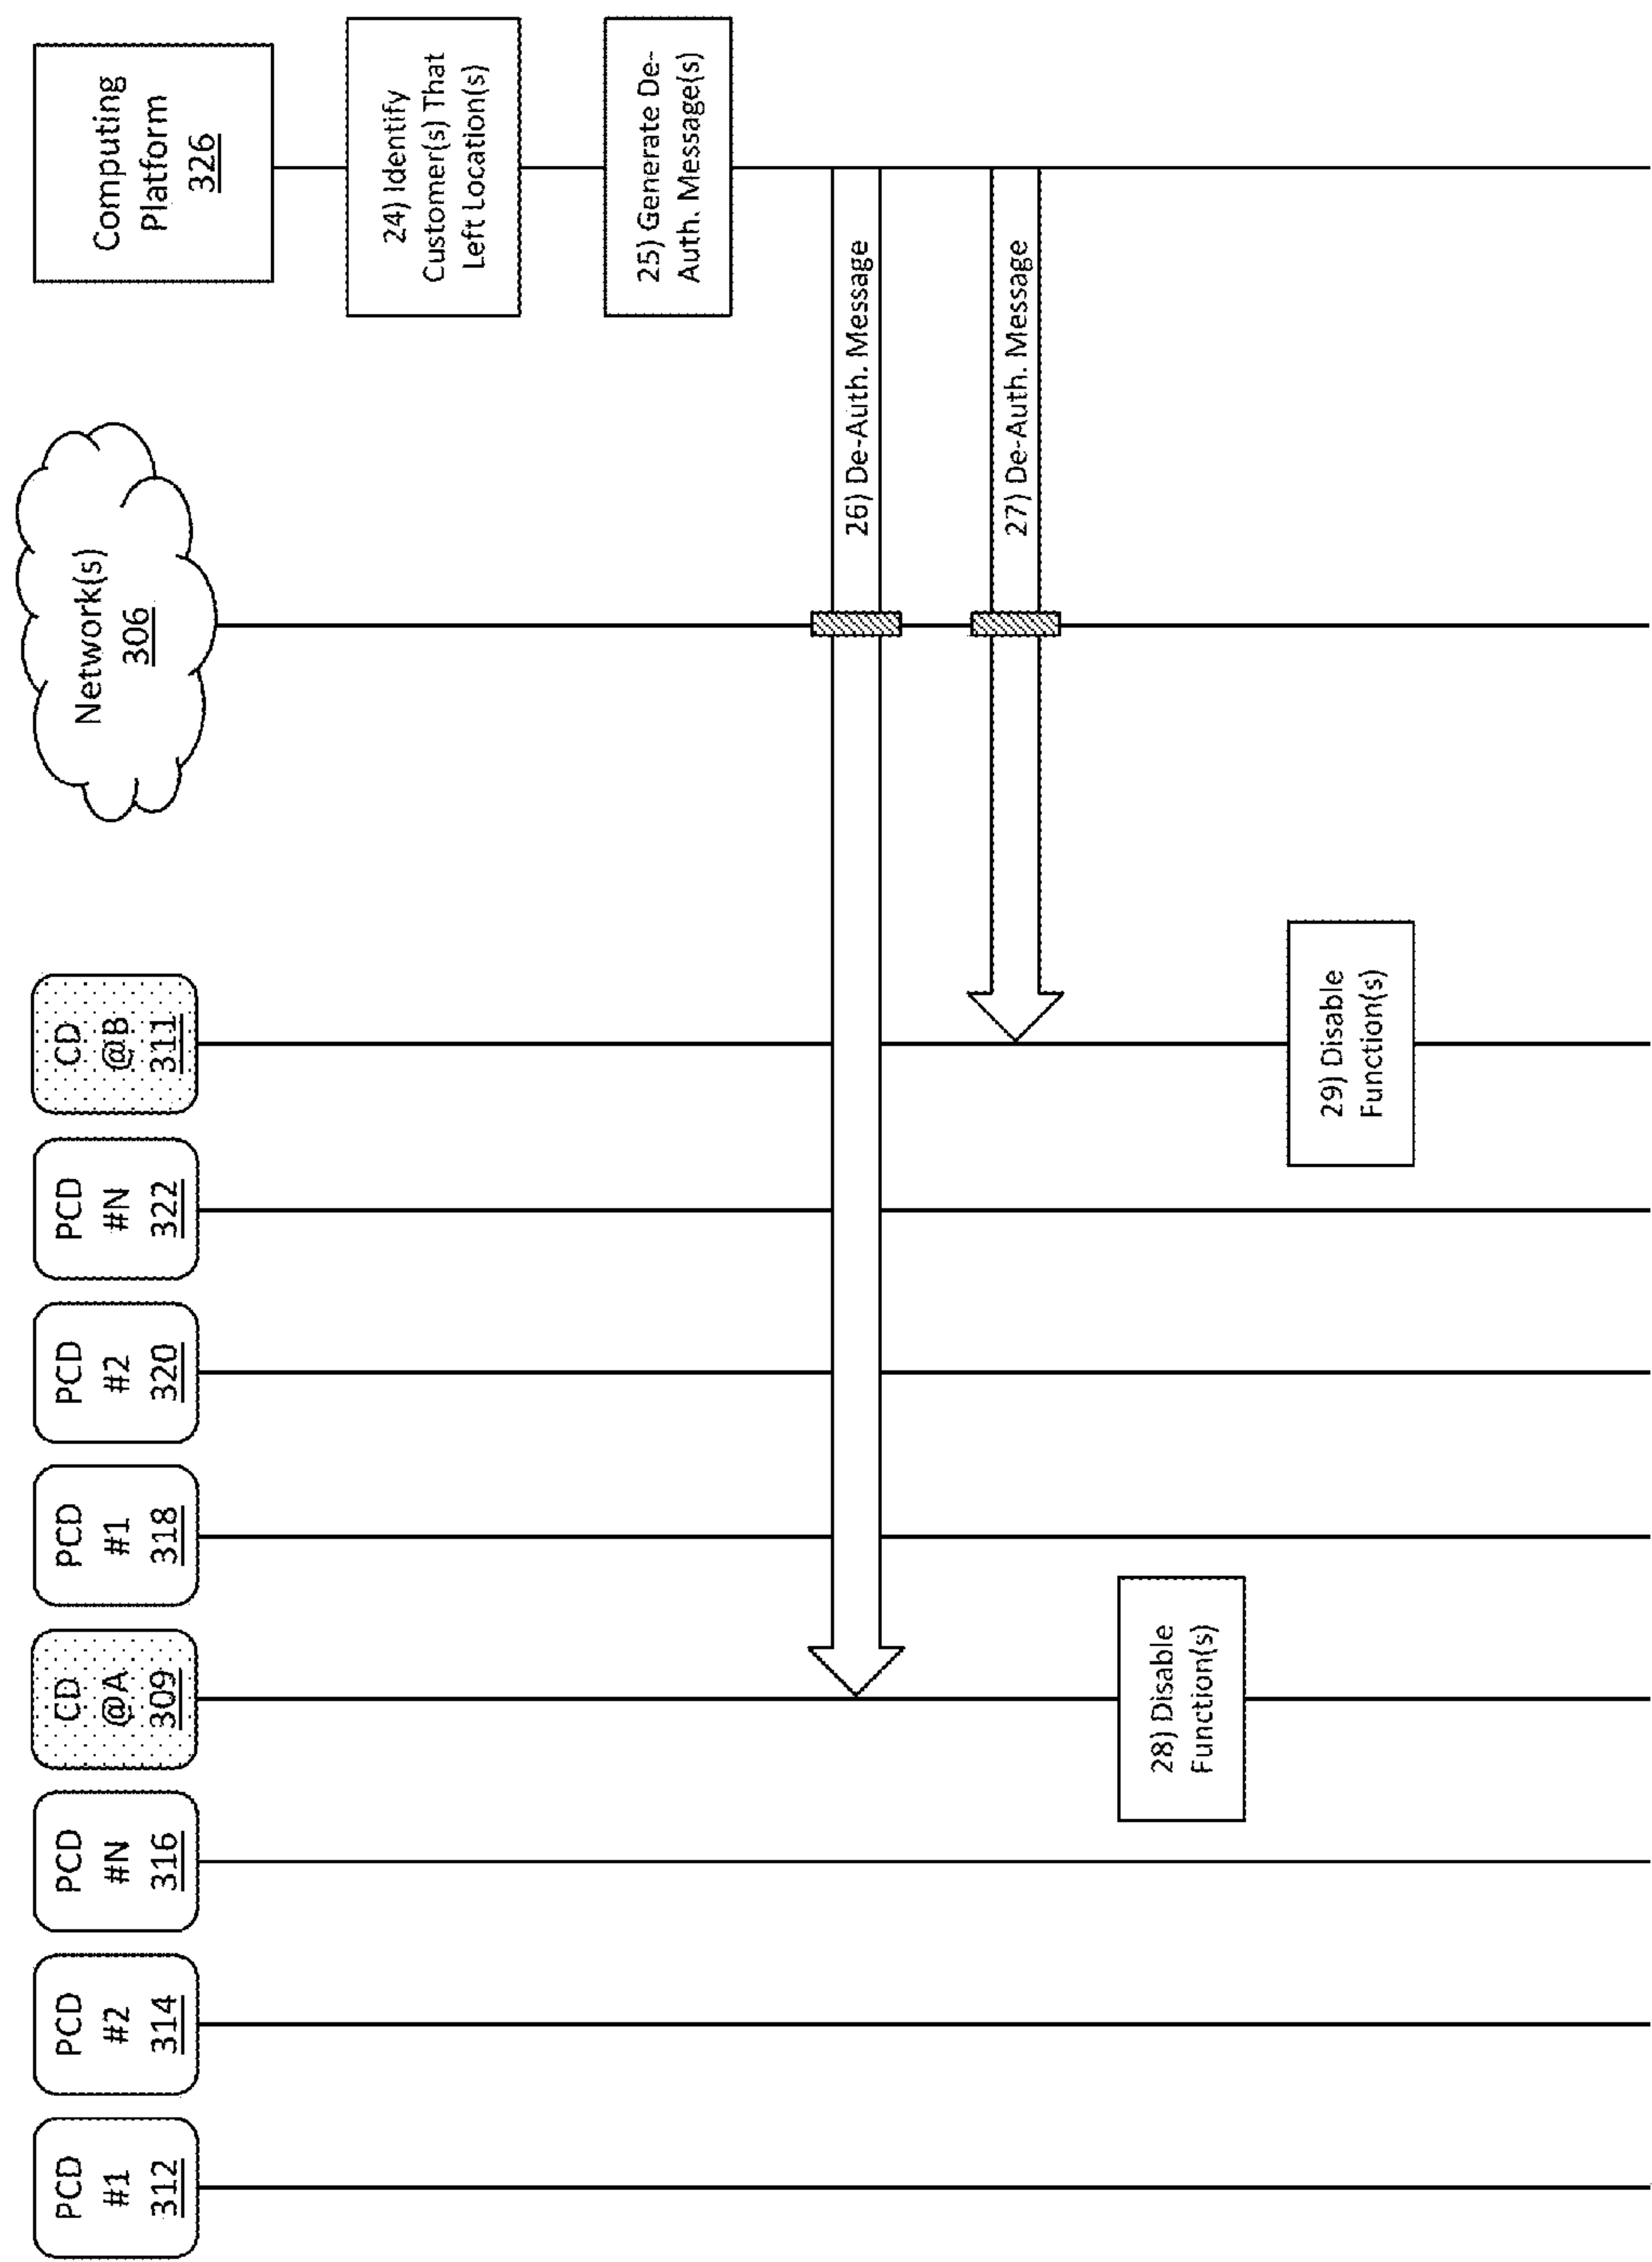 PCD
#1
312
PCD
#2
314
PCD
#N
316
CD
@A
309
PCD
#1
318
PCD
#2
320
PCD
#N
322
CD
@B
311
Network(s)
306
Computing
Platform
326
24) Identify
Customer(s) That
Left Location(s)
25) Generate De-
Auth. Message(s)
26) De-Auth. Message
27) De-Auth. Message
28) Disable
Function(s)
29) Disable
Function(s)